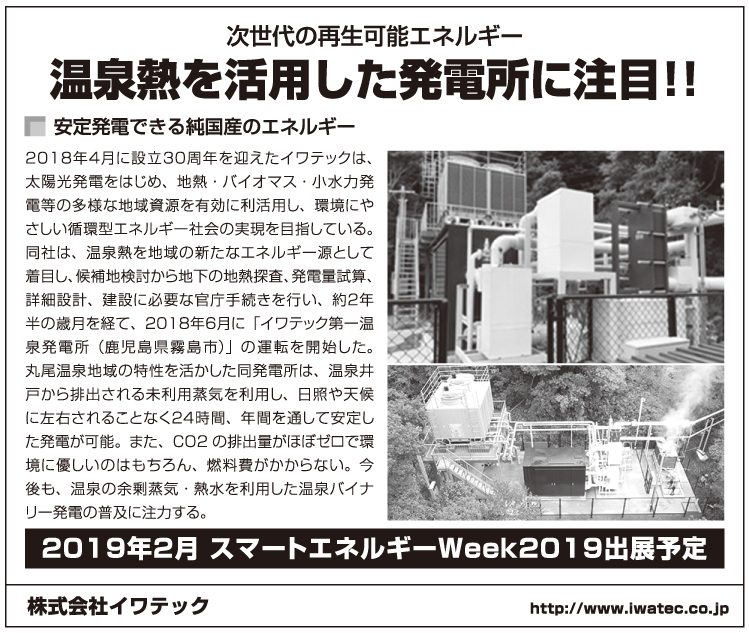 次世代の再生可能エネルギー
温泉熱を活用した発電所に注目!!
安定発電できる純国産のエネルギー
2018年4月に設立30周年を迎えたイワテックは、
太陽光発電をはじめ、地熱・バイオマス・小水力発
電等の多様な地域資源を有効に利活用し、環境にや
さしい循環型エネルギー社会の実現を目指している。
同社は、温泉熱を地域の新たなエネルギー源として
着目し、候補地検討から地下の地熱探査、発電量試算、
詳細設計、建設に必要な官庁手続きを行い、約2年
半の歳月を経て、2018年6月に「イワテック第一温
泉発電所（鹿児島県霧島市）」の運転を開始した。
丸尾温泉地域の特性を活かした同発電所は、温泉井
戸から排出される未利用蒸気を利用し、日照や天候
に左右されることなく24時間、年間を通して安定し
た発電が可能。また、CO2の排出量がほぼゼロで環
境に優しいのはもちろん、燃料費がかからない。今
後も、温泉の余剰蒸気・熱水を利用した温泉バイナ
リー発電の普及に注力する。
2019年2月 スマートエネルギーWeek2019出展予定
株式会社イワテック
http://www.iwatec.co.jp